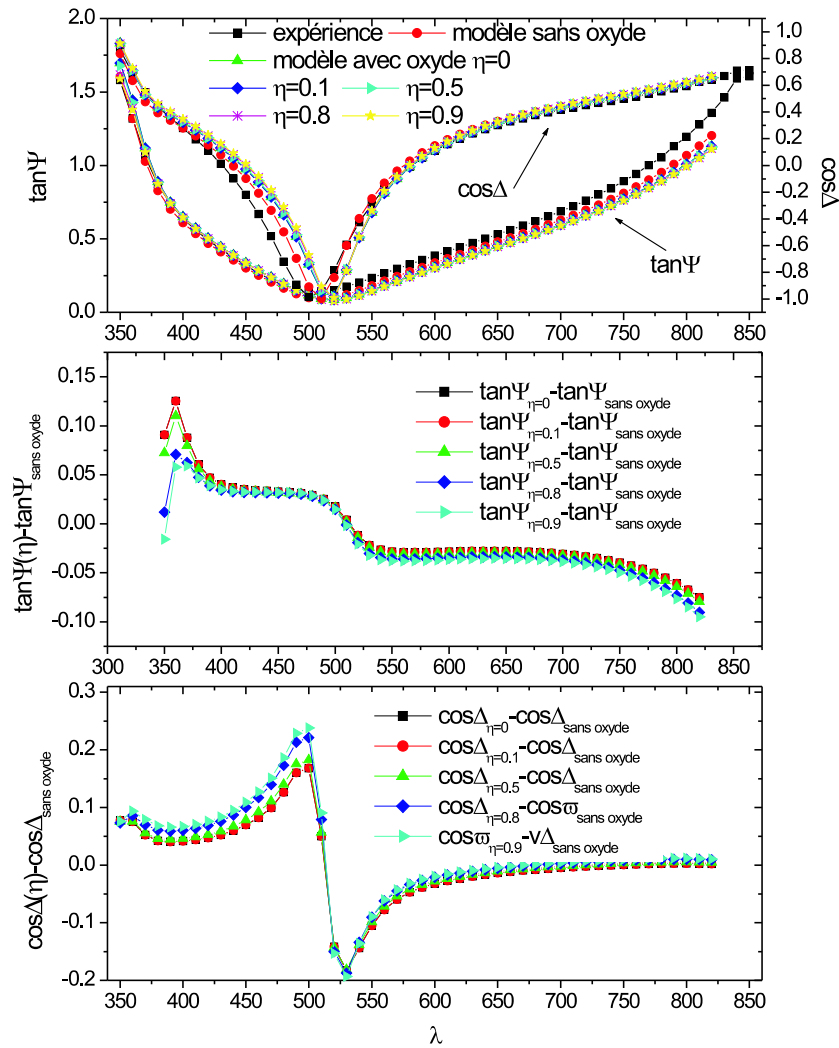 expérience modèle sans oxyde
modèle avec oxyde η=0
η=0.1 η=0.5
η=0.8 η=0.9
cosΔ
tanΨ
tanΨ
2.0
1.5
1.0
0.5
0.0
cosΔ
1.0
0.8
0.6
0.4
0.2
0.0
-0.2
-0.4
-0.6
-0.8
-1.0
350 400 450 500 550 600 650 700 750 800 850
tanΨ(η)-tanΨsans oxyde
0.15
0.10
0.05
0.00
-0.05
-0.10
tanΨη=0-tanΨsans oxyde
tanΨη=0.1-tanΨsans oxyde
tanΨη=0.5-tanΨsans oxyde
tanΨη=0.8-tanΨsans oxyde
tanΨη=0.9-tanΨsans oxyde
300 350 400 450 500 550 600 650 700 750 800 850
cosΔ(η)-cosΔsans oxyde
0.3
0.2
0.1
0.0
-0.1
-0.2
cosΔη=0-cosΔsans oxyde
cosΔη=0.1-cosΔsans oxyde
cosΔη=0.5-cosΔsans oxyde
cosΔη=0.8-cosϖsans oxyde
cosϖη=0.9-vΔsans oxyde
350 400 450 500 550 600 650 700 750 800 850
λ